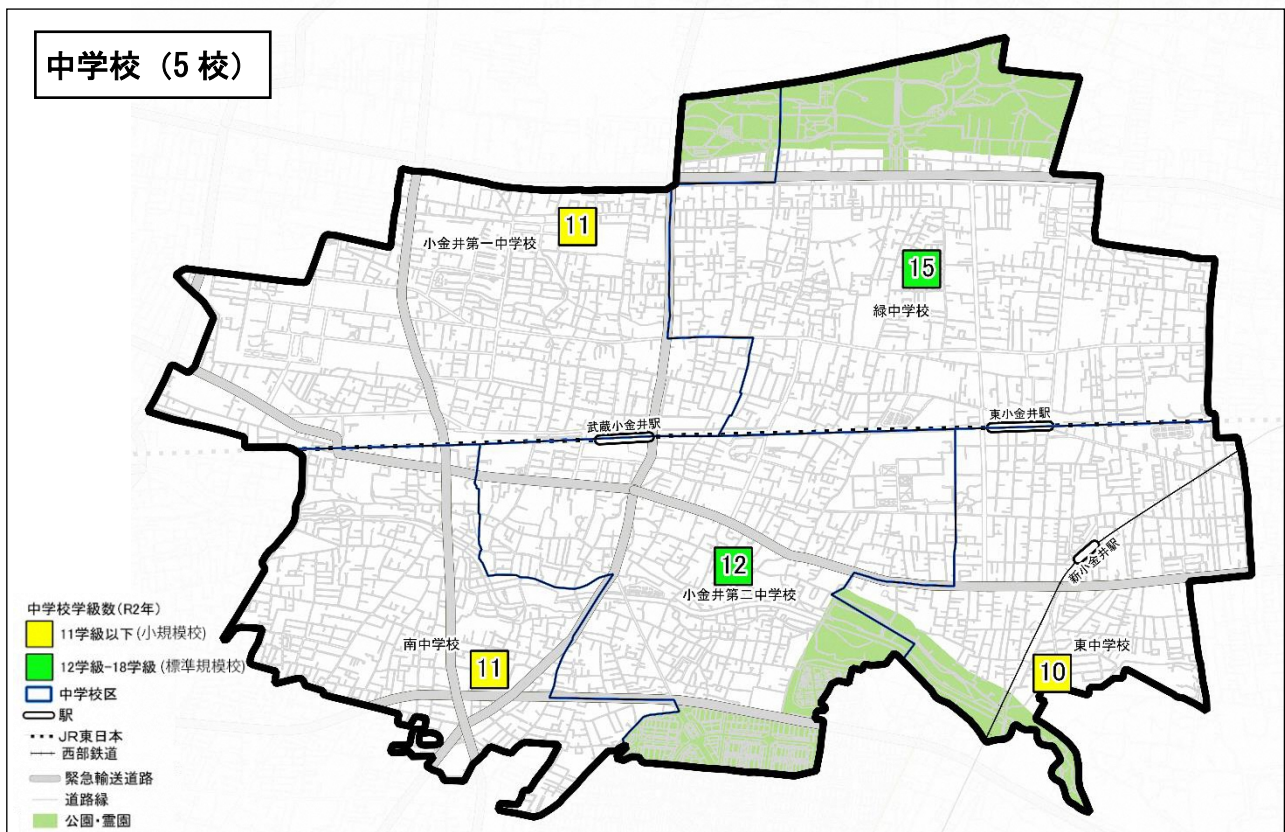 中学校（5校）
11
小金井第一中学校
15
緑中学校
武蔵小金井駅
東小金井駅
新小金井駅
12
小金井第二中学校
南中学校
11
東中学校
10
中学校学級数(R2年)
11学級以下(小規模校)
12学級-18学級(標準規模校)
中学校区
駅
JR東日本
西部鉄道
緊急輸送道路
道路縁
公園・霊園